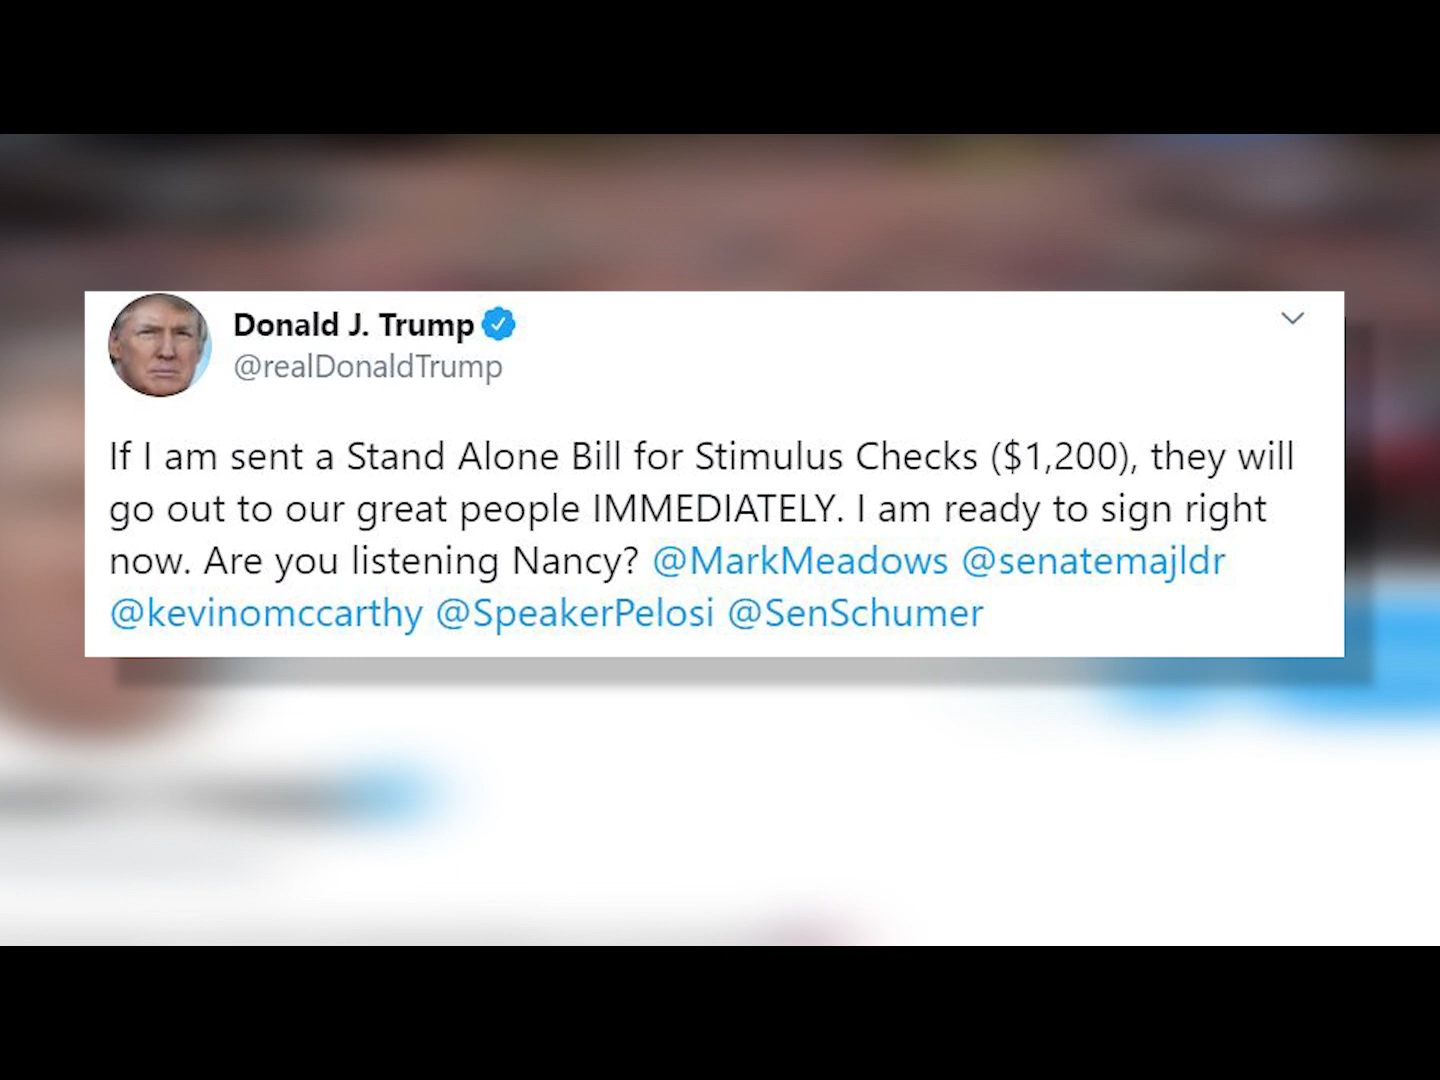 Donald J. Trump
@realDonaldTrump
If I am sent a Stand Alone Bill for Stimulus Checks ($1,200), they will
go out to our great people IMMEDIATELY. I am ready to sign right
now. Are you listening Nancy? @MarkMeadows @senatemajldr
@kevinomccarthy @SpeakerPelosi @SenSchumer